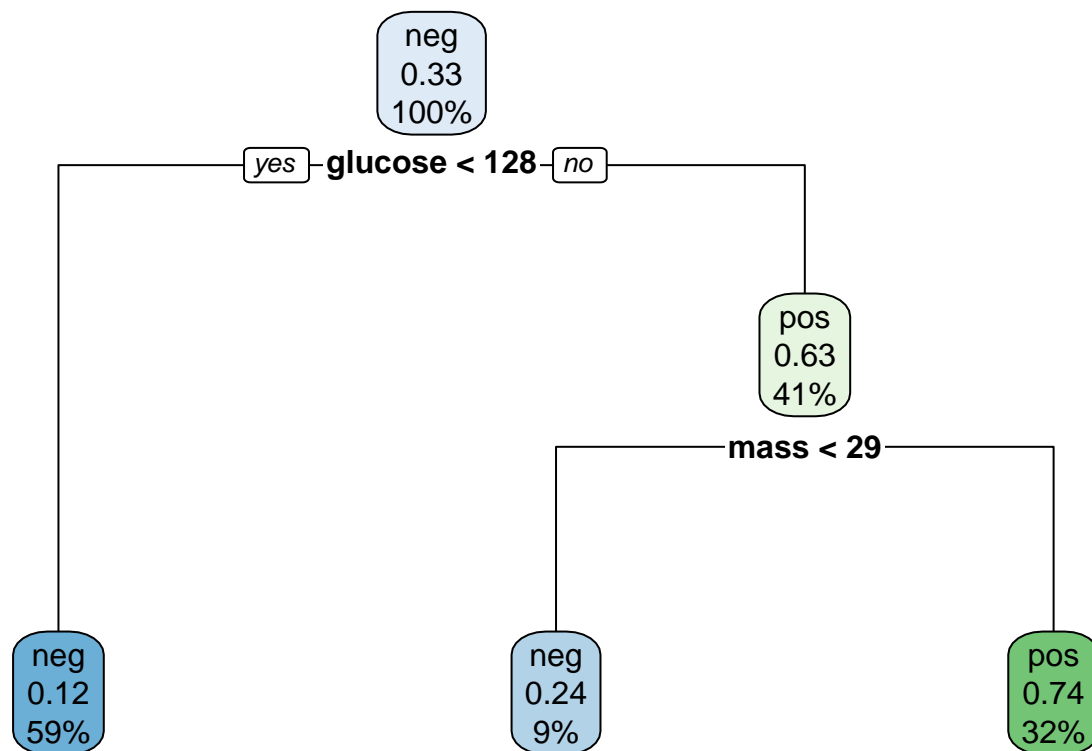 neg
0.33
100%
yes glucose < 128 no
pos
0.63
41%
mass < 29
neg
0.12
59%
neg
0.24
9%
pos
0.74
32%